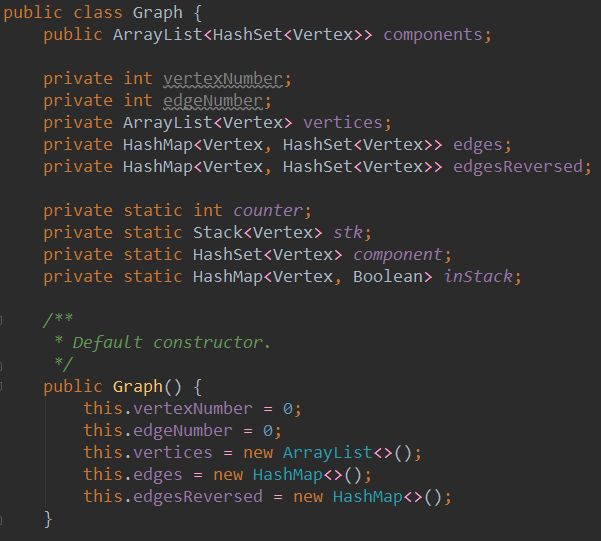 public class Graph {
    public ArrayList<HashSet<Vertex>> components;

    private int vertexNumber;
    private int edgeNumber;
    private ArrayList<Vertex> vertices;
    private HashMap<Vertex, HashSet<Vertex>> edges;
    private HashMap<Vertex, HashSet<Vertex>> edgesReversed;

    private static int counter;
    private static Stack<Vertex> stk;
    private static HashSet<Vertex> component;
    private static HashMap<Vertex, Boolean> inStack;

    /**
     * Default constructor.
     */
    public Graph() {
        this.vertexNumber = 0;
        this.edgeNumber = 0;
        this.vertices = new ArrayList<>();
        this.edges = new HashMap<>();
        this.edgesReversed = new HashMap<>();
    }